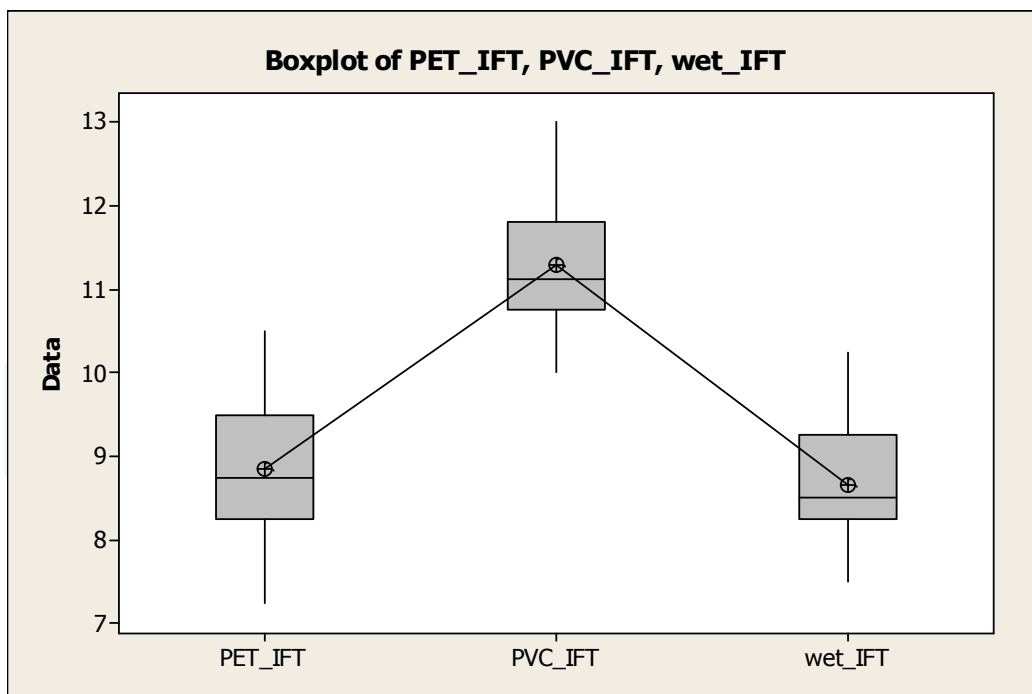 Boxplot of PET_IFT, PVC_IFT, wet_IFT
Data
13
12
11
10
9
8
7
PET_IFT PVC_IFT wet_IFT